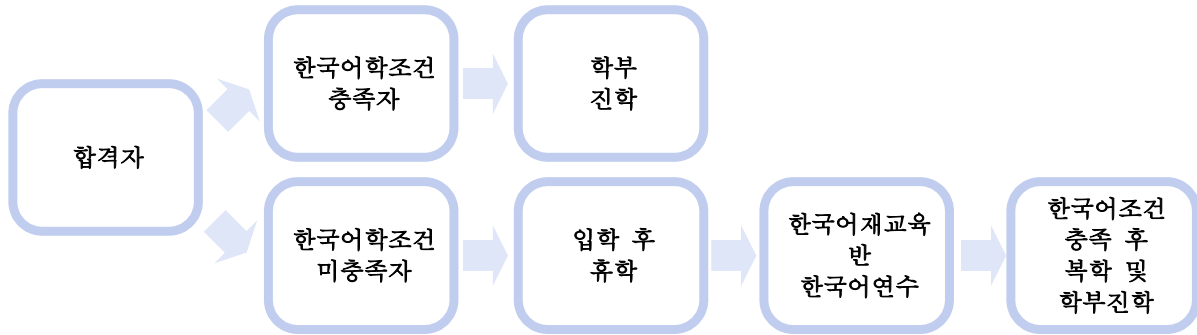 합격자
한국어학조건
충족자
학부
진학
한국어학조건
미충족자
입학 후
휴학
한국어재교육
반
한국어연수
한국어조건
충족 후
복학 및
학부진학